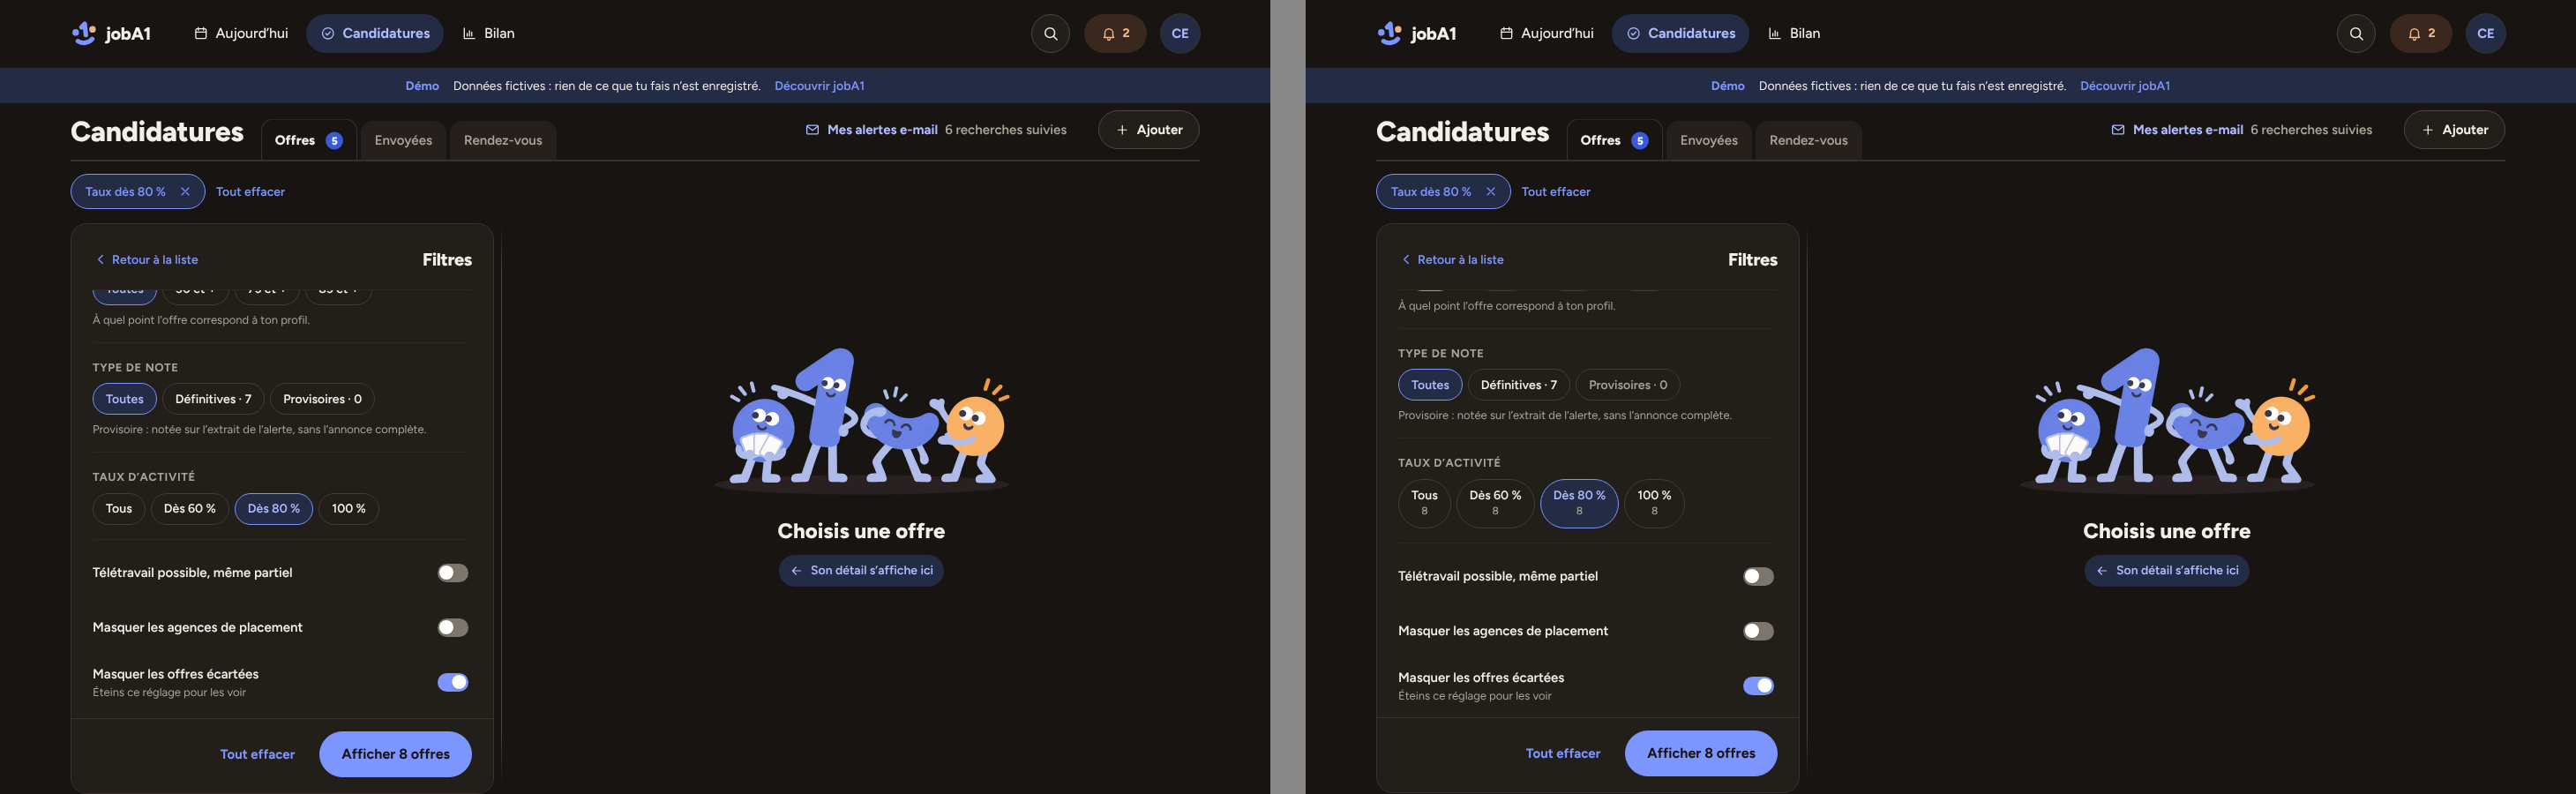 jobA1 Aujourd'hui Candidatures Bilan 2 CE
Démo Données fictives : rien de ce que tu fais n'est enregistré. Découvrir jobA1
Candidatures Offres 5 Envoyées Rendez-vous Mes alertes e-mail 6 recherches suivies + Ajouter
Taux dès 80 % × Tout effacer
Retour à la liste Filtres
Toutes
À quel point l'offre correspond à ton profil.
TYPE DE NOTE
Toutes Définitives · 7 Provisoires · 0
Provisoire : notée sur l'extrait de l'alerte, sans l'annonce complète.
TAUX D'ACTIVITÉ
Tous Dès 60 % Dès 80 % 100 %
Télétravail possible, même partiel
Masquer les agences de placement
Masquer les offres écartées
Éteins ce réglage pour les voir
Tout effacer Afficher 8 offres
Choisis une offre
← Son détail s'affiche ici
jobA1 Aujourd'hui Candidatures Bilan 2 CE
Démo Données fictives : rien de ce que tu fais n'est enregistré. Découvrir jobA1
Candidatures Offres 5 Envoyées Rendez-vous Mes alertes e-mail 6 recherches suivies + Ajouter
Taux dès 80 % × Tout effacer
Retour à la liste Filtres
À quel point l'offre correspond à ton profil.
TYPE DE NOTE
Toutes Définitives · 7 Provisoires · 0
Provisoire : notée sur l'extrait de l'alerte, sans l'annonce complète.
TAUX D'ACTIVITÉ
Tous Dès 60 % Dès 80 % 100 %
8 8 8 8
Télétravail possible, même partiel
Masquer les agences de placement
Masquer les offres écartées
Éteins ce réglage pour les voir
Tout effacer Afficher 8 offres
Choisis une offre
← Son détail s'affiche ici